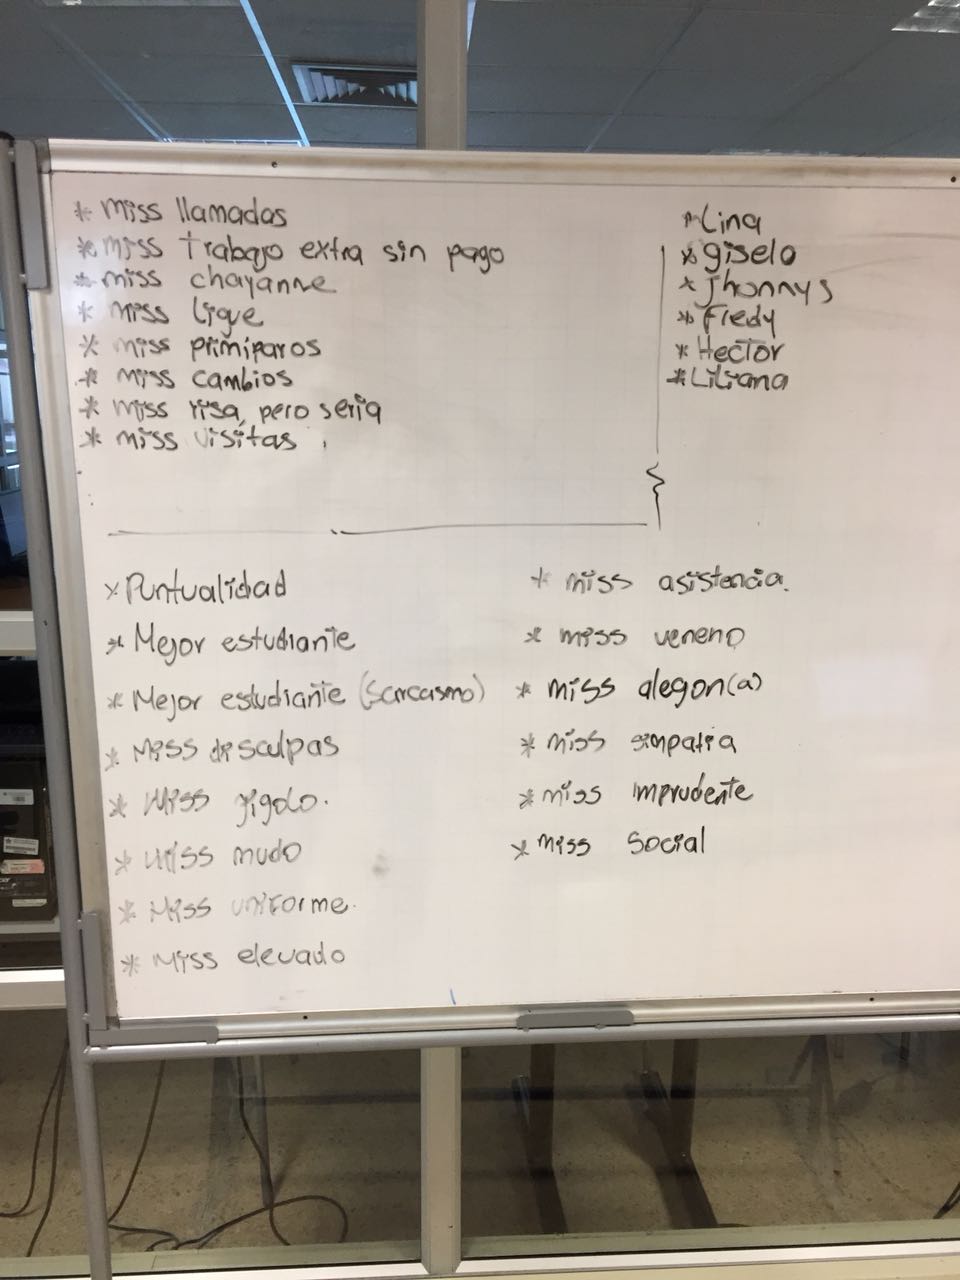 * miss llamadas
* miss trabajo extra sin pago
* miss chayanne
* miss ligue
* miss primiparos
* miss cambios
* miss risa, pero seria
* miss visitas
* Lina
* giselo
* Jhonnys
* Fredy
* Hector
* Liliana
* Puntualidad
* Mejor estudiante
* Mejor estudiante (Sarcasmo)
* Miss disculpas
* Miss gigolo.
* Miss mudo
* Miss uniforme.
* Miss elevado
* miss asistencia.
* miss veneno
* miss alegon(a)
* miss simpatia
* miss imprudente
* miss social